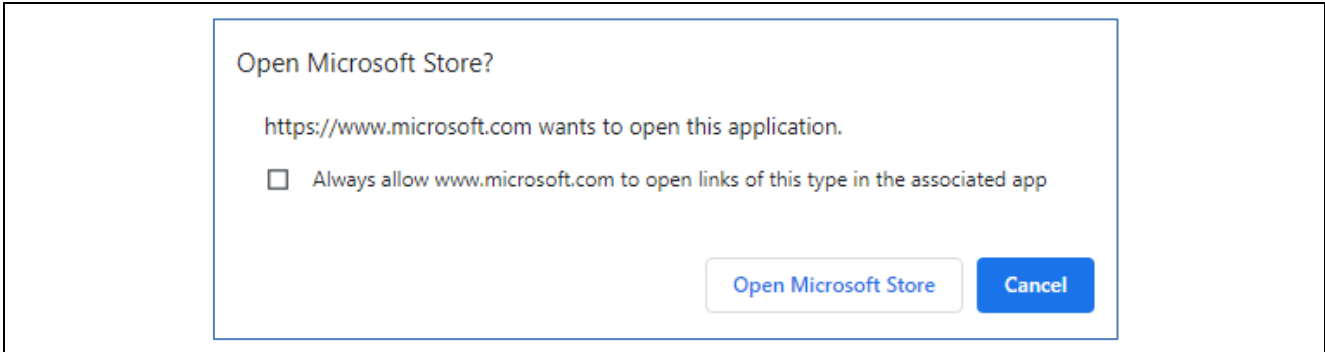 Open Microsoft Store?
https://www.microsoft.com wants to open this application.
Always allow www.microsoft.com to open links of this type in the associated app
Open Microsoft Store Cancel